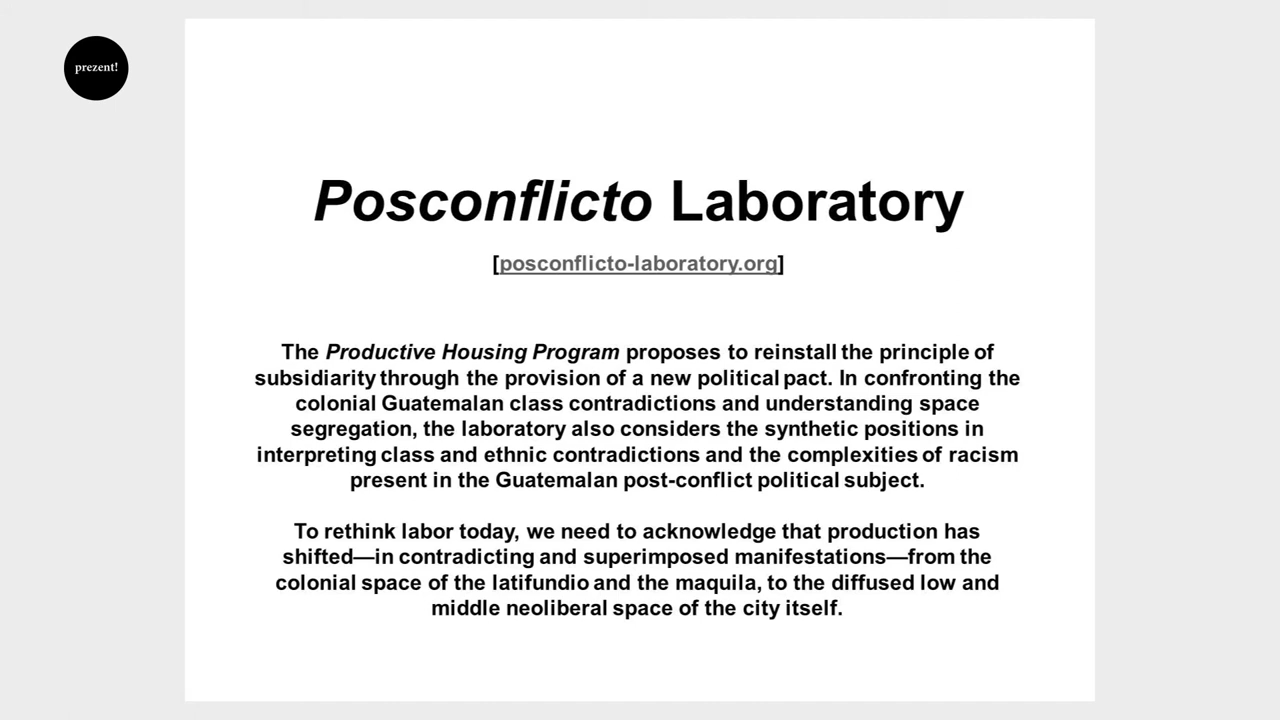 prezent!
Posconflicto Laboratory
[posconflicto-laboratory.org]
The Productive Housing Program proposes to reinstall the principle of
subsidiarity through the provision of a new political pact. In confronting the
colonial Guatemalan class contradictions and understanding space
segregation, the laboratory also considers the synthetic positions in
interpreting class and ethnic contradictions and the complexities of racism
present in the Guatemalan post-conflict political subject.
To rethink labor today, we need to acknowledge that production has
shifted—in contradicting and superimposed manifestations—from the
colonial space of the latifundio and the maquila, to the diffused low and
middle neoliberal space of the city itself.